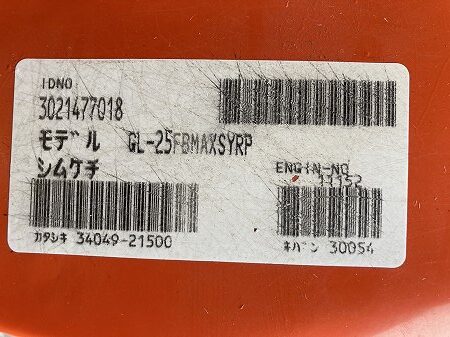 IDNO
3021477018
モデル GL-25FBMAXSYRP
シムケチ
ENGIN-NO
11152
カタシキ 34049-21500
キバン 30054